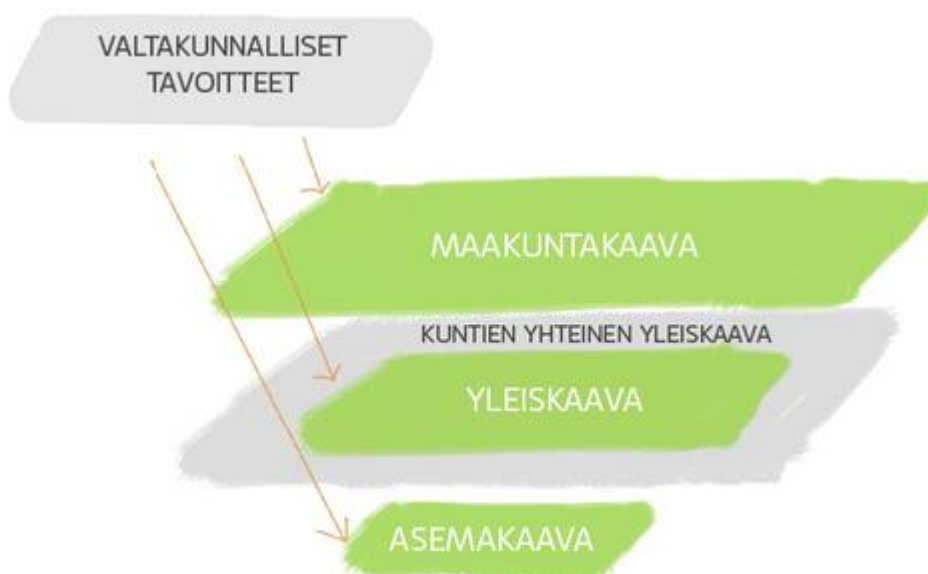 VALTAKUNNALLISET
TAVOITTEET
MAAKUNTAKAAVA
KUNTIEN YHTEINEN YLEISKAAVA
YLEISKAAVA
ASEMAKAAVA